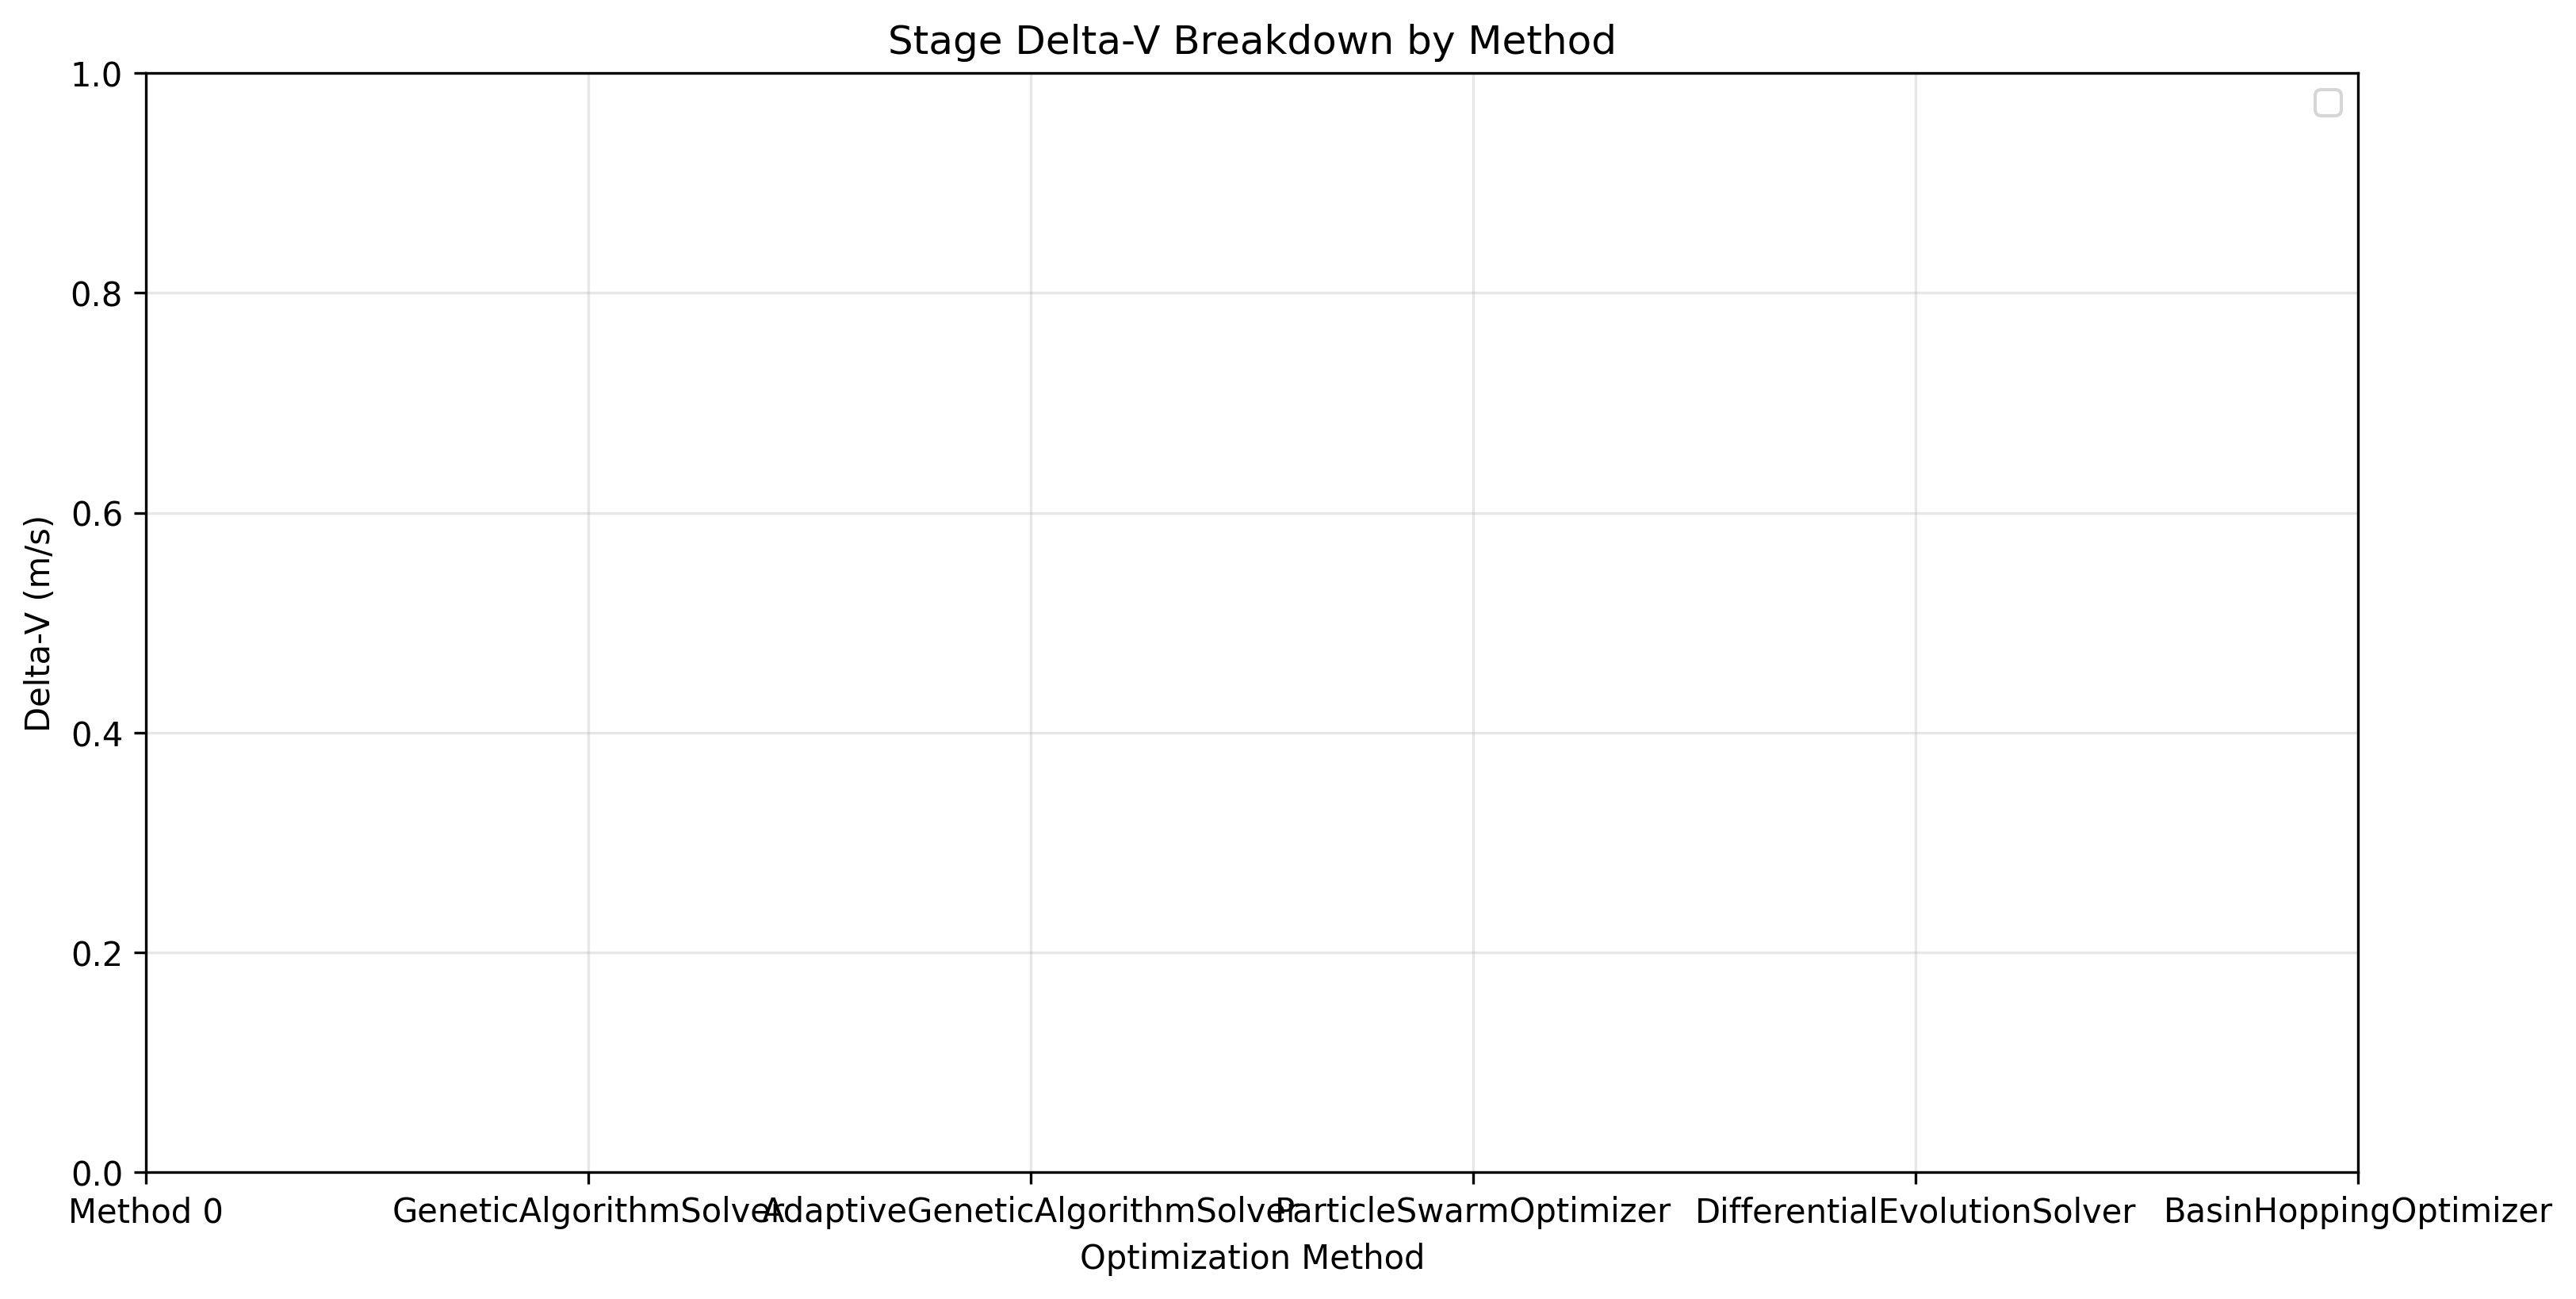 Stage Delta-V Breakdown by Method
1.0
0.8
0.6
0.4
0.2
0.0
Delta-V (m/s)
Method 0 GeneticAlgorithmSolver AdaptiveGeneticAlgorithmSolver ParticleSwarmOptimizer DifferentialEvolutionSolver BasinHoppingOptimizer
Optimization Method